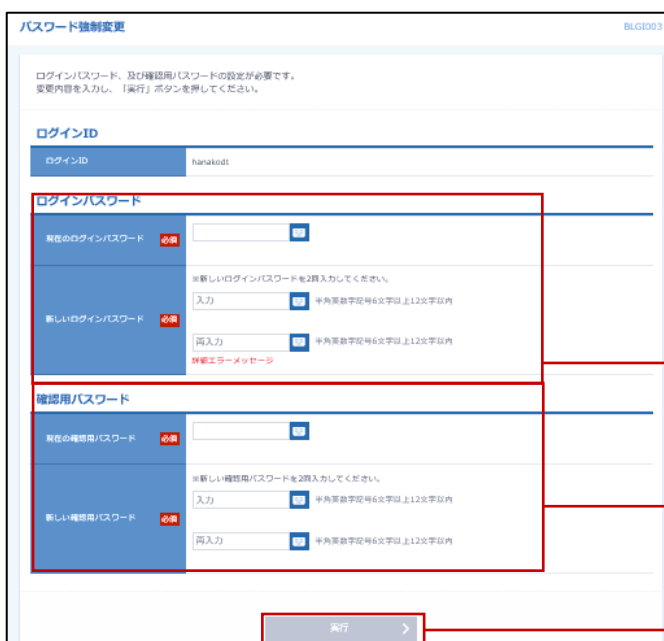 パスワード強制変更 BLGI003
ログインパスワード、及び確認用パスワードの設定が必要です。
変更内容を入力し、「実行」ボタンを押してください。
ログインID
ログインID hanakodt
ログインパスワード
現在のログインパスワード 必須
※新しいログインパスワードを2回入力してください。
新しいログインパスワード 必須
入力 半角英数字記号6文字以上12文字以内
再入力 半角英数字記号6文字以上12文字以内
詳細エラーメッセージ
確認用パスワード
現在の確認用パスワード 必須
※新しい確認用パスワードを2回入力してください。
新しい確認用パスワード 必須
入力 半角英数字記号6文字以上12文字以内
再入力 半角英数字記号6文字以上12文字以内
実行